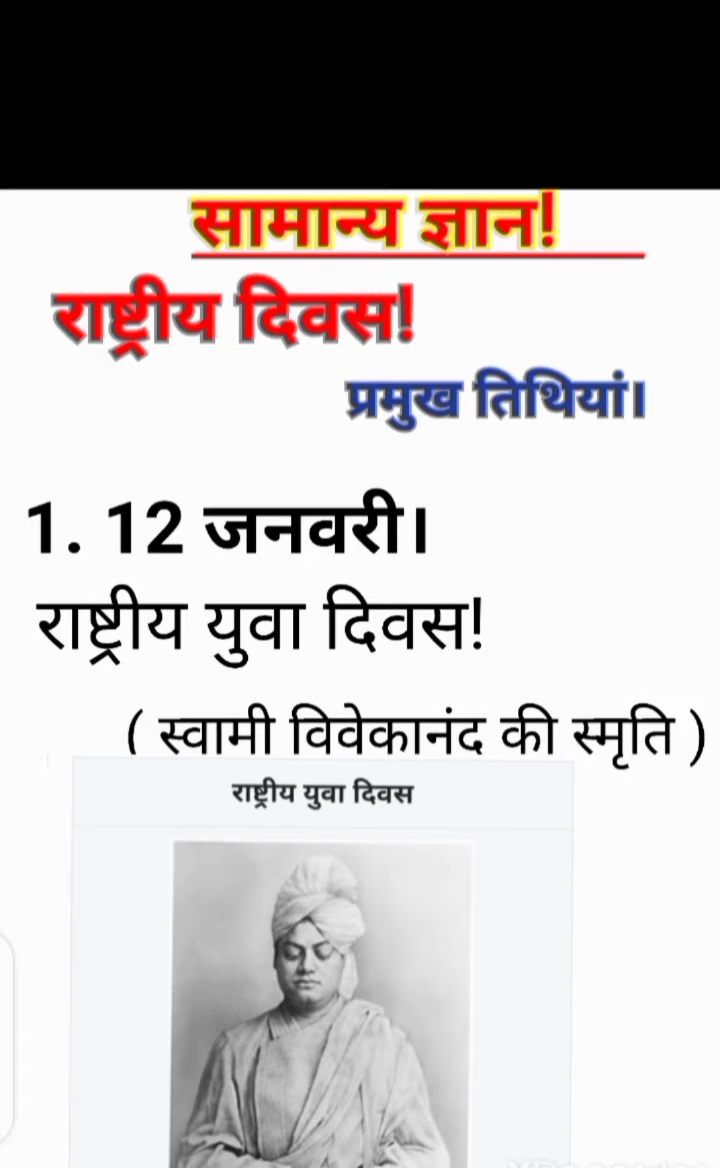 सामान्य ज्ञान!
राष्ट्रीय दिवस!
प्रमुख तिथियां।
1. 12 जनवरी।
राष्ट्रीय युवा दिवस!
( स्वामी विवेकानंद की स्मृति )
राष्ट्रीय युवा दिवस